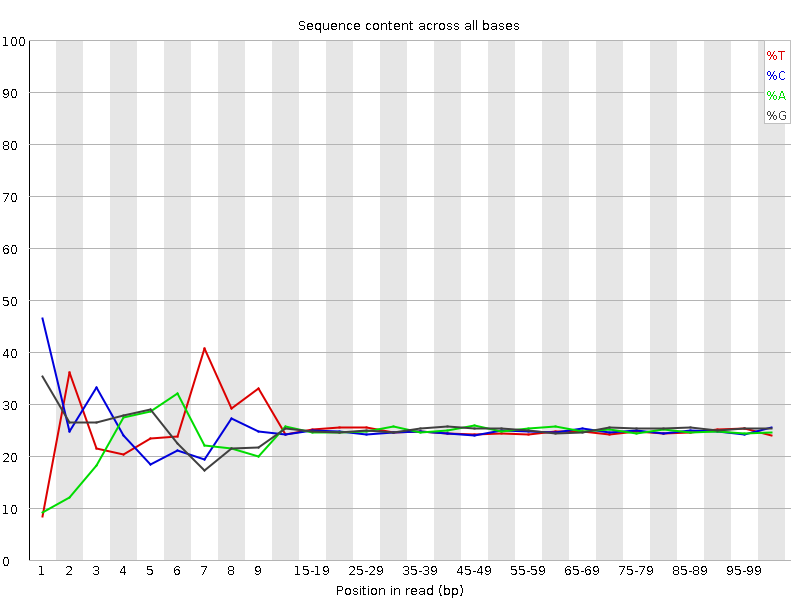 Sequence content across all bases
100
90
80
70
60
50
40
30
20
10
0
%T
%C
%A
%G
1 2 3 4 5 6 7 8 9 15-19 25-29 35-39 45-49 55-59 65-69 75-79 85-89 95-99
Position in read (bp)